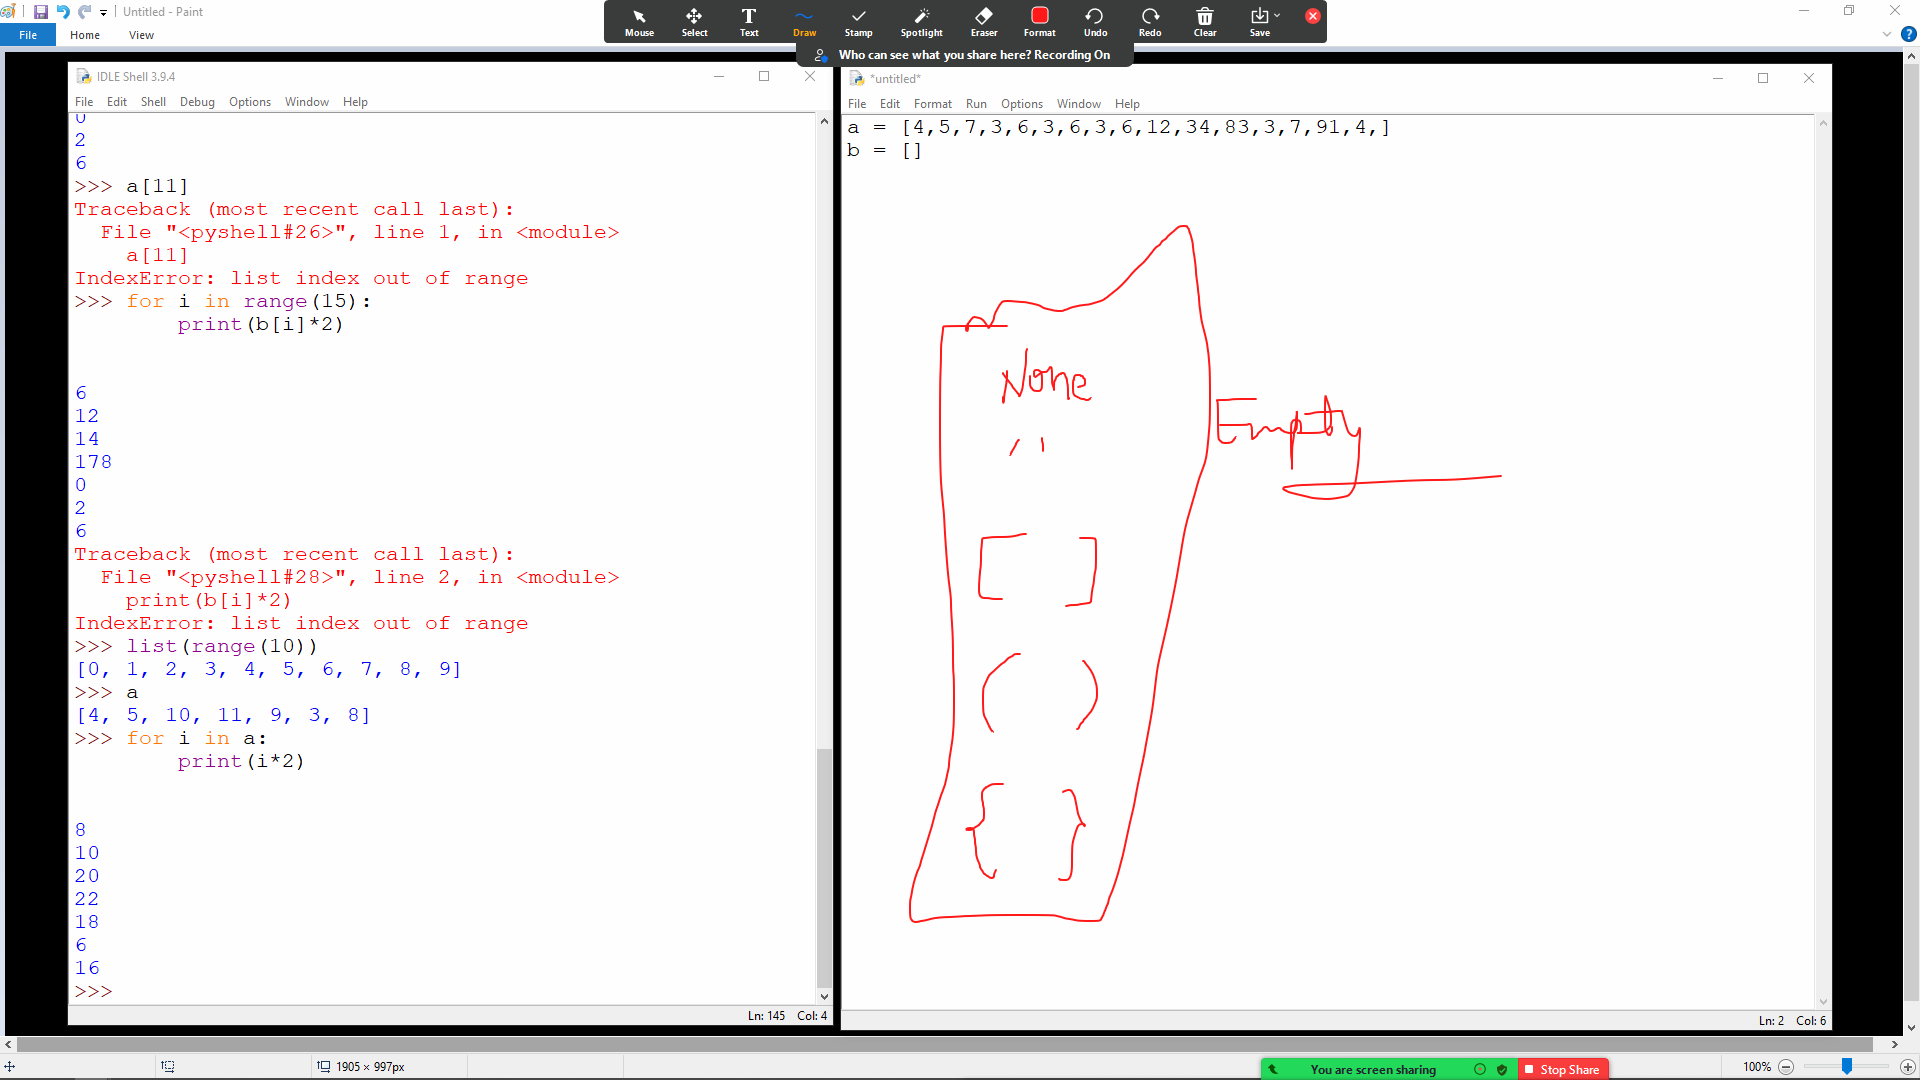 Untitled - Paint
File Home View
Mouse Select Text Draw Stamp Spotlight Eraser Format Undo Redo Clear Save
Who can see what you share here? Recording On
IDLE Shell 3.9.4
File Edit Shell Debug Options Window Help
0
2
6
>>> a[11]
Traceback (most recent call last):
  File "<pyshell#26>", line 1, in <module>
    a[11]
IndexError: list index out of range
>>> for i in range(15):
        print(b[i]*2)
6
12
14
178
0
2
6
Traceback (most recent call last):
  File "<pyshell#28>", line 2, in <module>
    print(b[i]*2)
IndexError: list index out of range
>>> list(range(10))
[0, 1, 2, 3, 4, 5, 6, 7, 8, 9]
>>> a
[4, 5, 10, 11, 9, 3, 8]
>>> for i in a:
        print(i*2)
8
10
20
22
18
6
16
>>>
Ln: 145 Col: 4
*untitled*
File Edit Format Run Options Window Help
a = [4,5,7,3,6,3,6,3,6,12,34,83,3,7,91,4,]
b = []
None
' '
Empty
[ ]
( )
{ }
Ln: 2 Col: 6
1905 × 997px
You are screen sharing
Stop Share
100%